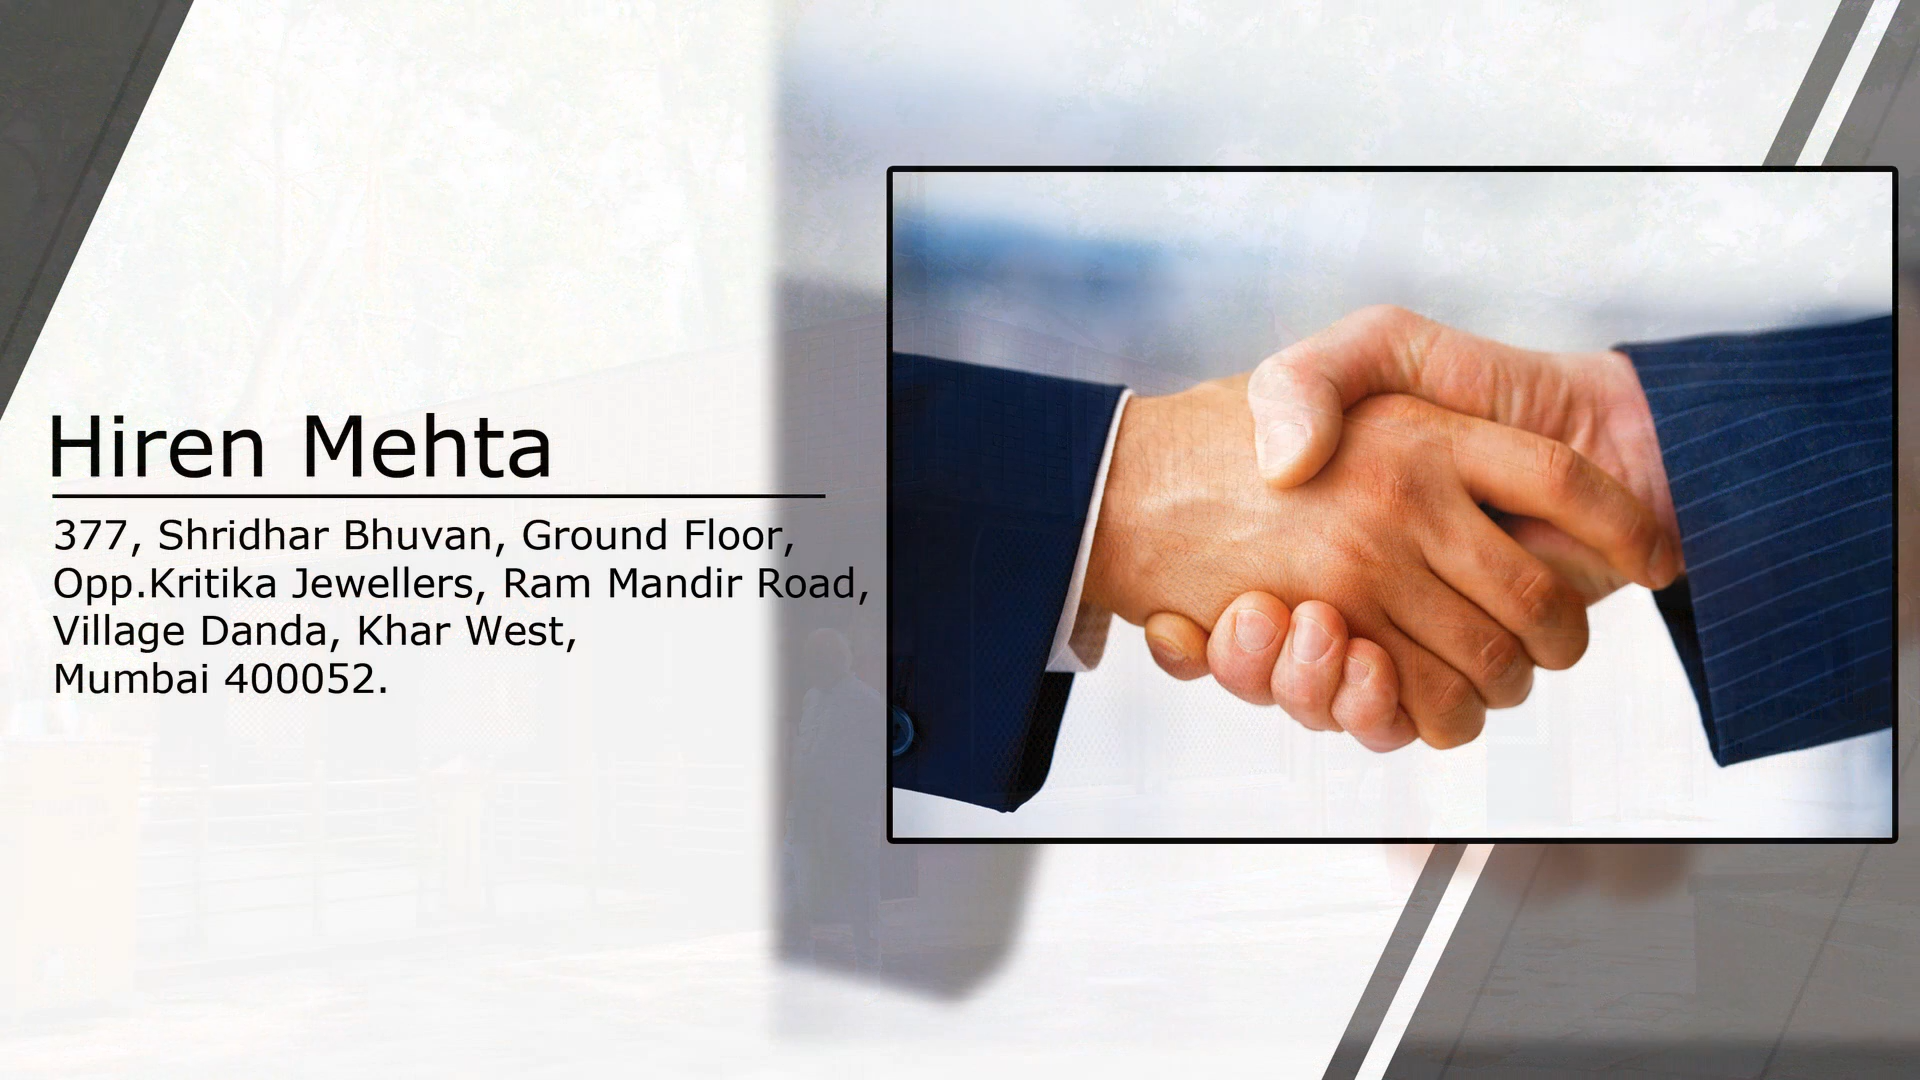 Hiren Mehta
377, Shridhar Bhuvan, Ground Floor,
Opp.Kritika Jewellers, Ram Mandir Road,
Village Danda, Khar West,
Mumbai 400052.